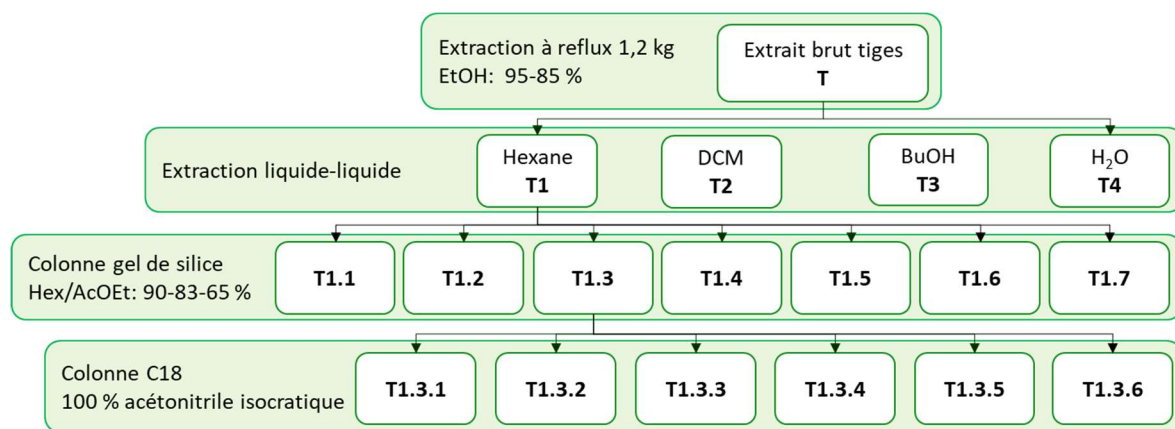 Extraction à reflux 1,2 kg
EtOH: 95-85 %
Extrait brut tiges
T
Extraction liquide-liquide
Hexane
T1
DCM
T2
BuOH
T3
H₂O
T4
Colonne gel de silice
Hex/AcOEt: 90-83-65 %
T1.1
T1.2
T1.3
T1.4
T1.5
T1.6
T1.7
Colonne C18
100 % acétonitrile isocratique
T1.3.1
T1.3.2
T1.3.3
T1.3.4
T1.3.5
T1.3.6